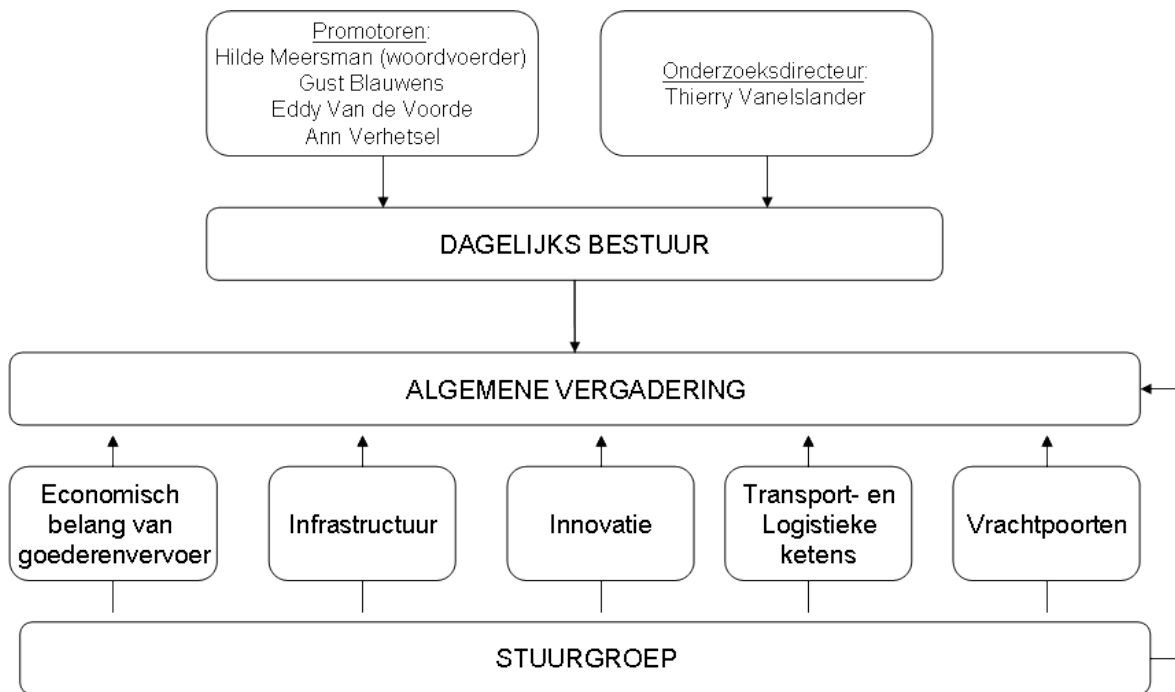 Promotoren:
Hilde Meersman (woordvoerder)
Gust Blauwens
Eddy Van de Voorde
Ann Verhetsel
Onderzoeksdirecteur:
Thierry Vanelslander
DAGELIJKS BESTUUR
ALGEMENE VERGADERING
Economisch
belang van
goederenvervoer
Infrastructuur
Innovatie
Transport- en
Logistieke
ketens
Vrachtpoorten
STUURGROEP